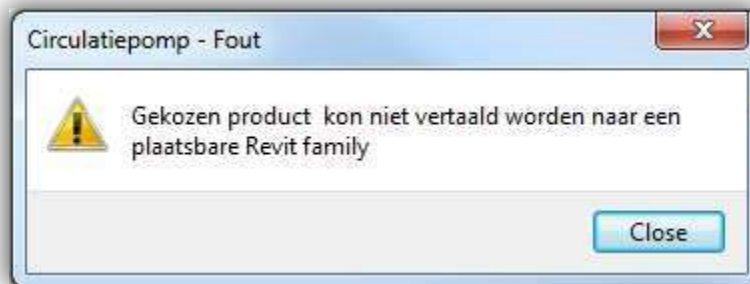 Circulatiepomp - Fout
Gekozen product  kon niet vertaald worden naar een
plaatsbare Revit family
Close